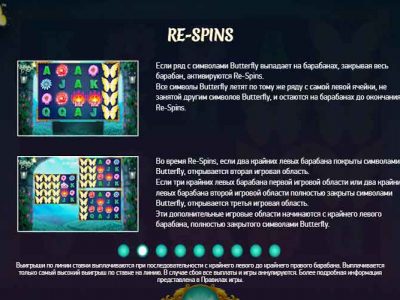 RE-SPINS
Если ряд с символами Butterfly выпадает на барабанах, закрывая весь
барабан, активируются Re-Spins.
Все символы Butterfly летят по тому же ряду с самой левой ячейки, не
занятой другим символов Butterfly, и остаются на барабанах до окончания
Re-Spins.
Во время Re-Spins, если два крайних левых барабана покрыты символами
Butterfly, открывается вторая игровая область.
Если три крайних левых барабана первой игровой области или два крайних
левых барабана второй игровой области полностью закрыты символами
Butterfly, открывается третья игровая область.
Эти дополнительные игровые области начинаются с крайнего левого
барабана, полностью закрытого символами Butterfly.
Выигрыши по линии ставки выплачиваются при последовательности с крайнего левого до крайнего правого барабана. Выплачивается
только самый высокий выигрыш по ставке на линию. В случае сбоя все выплаты и игры аннулируются. Более подробная информация
представлена в Правилах игры.